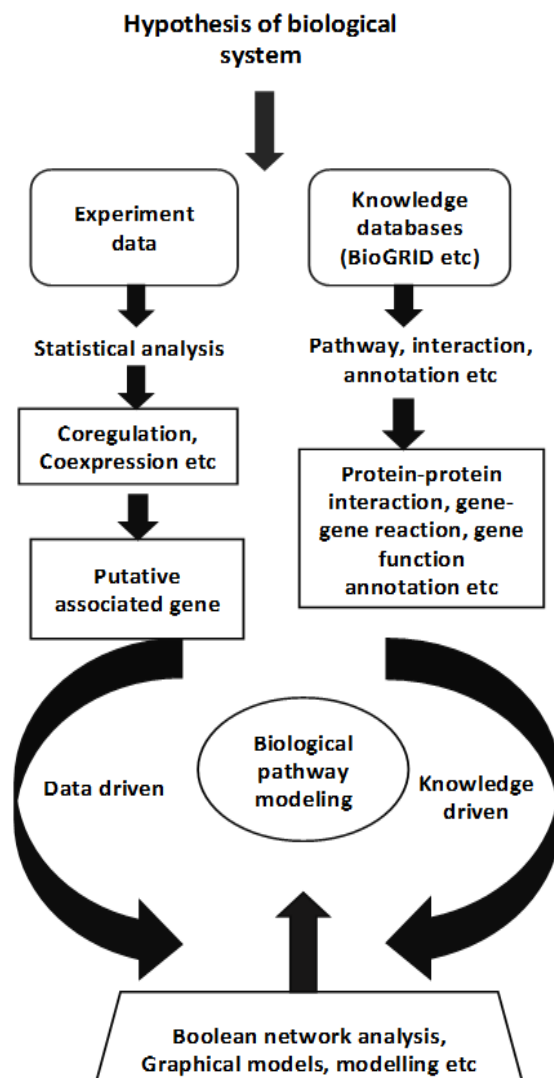 Hypothesis of biological
system
Experiment
data
Statistical analysis
Coregulation,
Coexpression etc
Putative
associated gene
Knowledge
databases
(BioGRID etc)
Pathway, interaction,
annotation etc
Protein-protein
interaction, gene-
gene reaction, gene
function
annotation etc
Data driven
Biological
pathway
modeling
Knowledge
driven
Boolean network analysis,
Graphical models, modelling etc